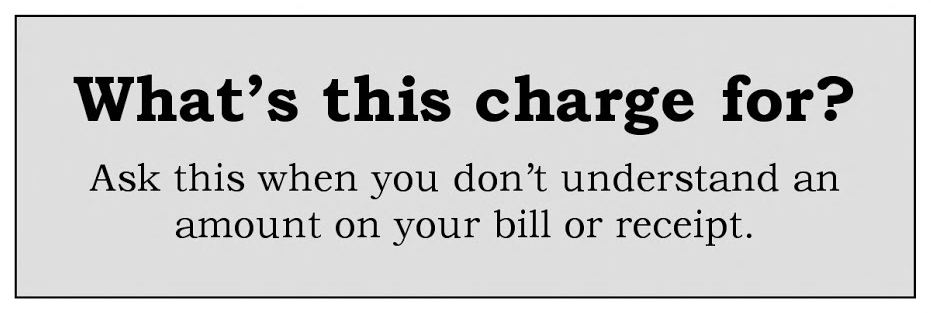 What’s this charge for?
Ask this when you don’t understand an
amount on your bill or receipt.